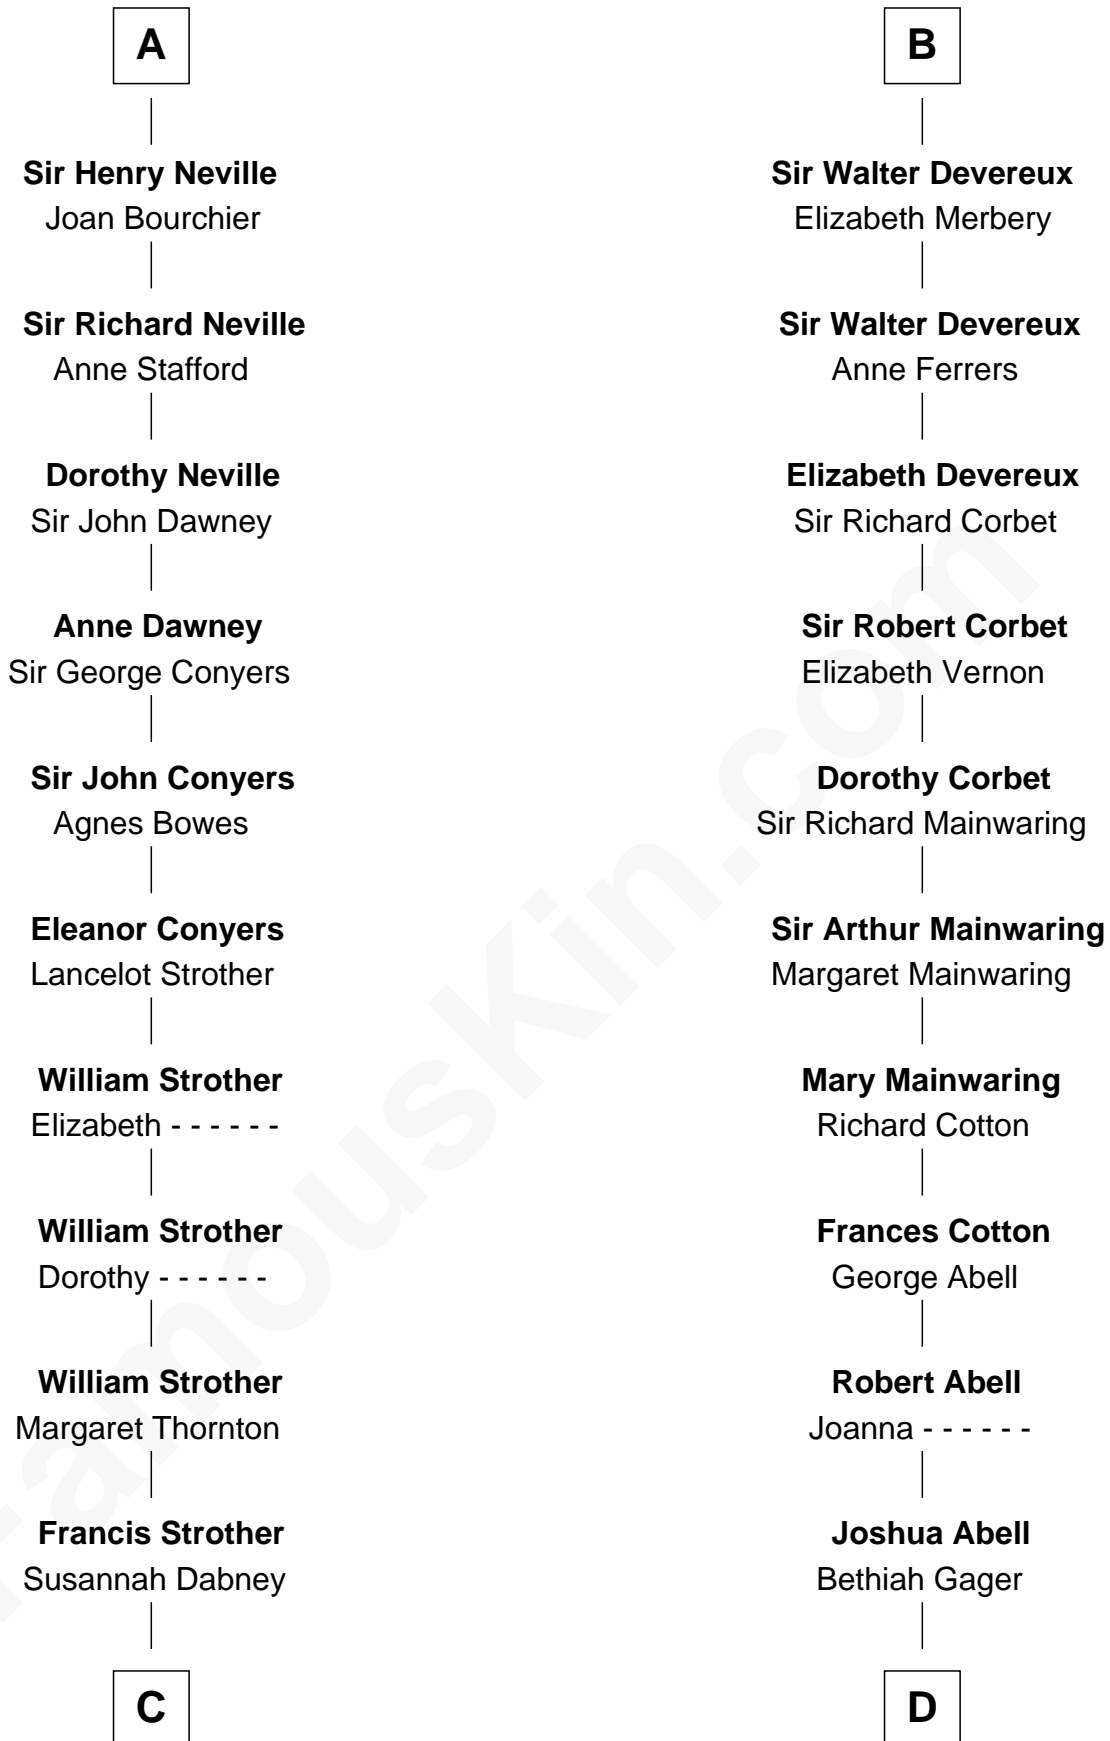 A
Sir Henry Neville
Joan Bourchier
Sir Richard Neville
Anne Stafford
Dorothy Neville
Sir John Dawney
Anne Dawney
Sir George Conyers
Sir John Conyers
Agnes Bowes
Eleanor Conyers
Lancelot Strother
William Strother
Elizabeth - - - - - -
William Strother
Dorothy - - - - - -
William Strother
Margaret Thornton
Francis Strother
Susannah Dabney
C
B
Sir Walter Devereux
Elizabeth Merbery
Sir Walter Devereux
Anne Ferrers
Elizabeth Devereux
Sir Richard Corbet
Sir Robert Corbet
Elizabeth Vernon
Dorothy Corbet
Sir Richard Mainwaring
Sir Arthur Mainwaring
Margaret Mainwaring
Mary Mainwaring
Richard Cotton
Frances Cotton
George Abell
Robert Abell
Joanna - - - - - -
Joshua Abell
Bethiah Gager
D
FamousKin.com